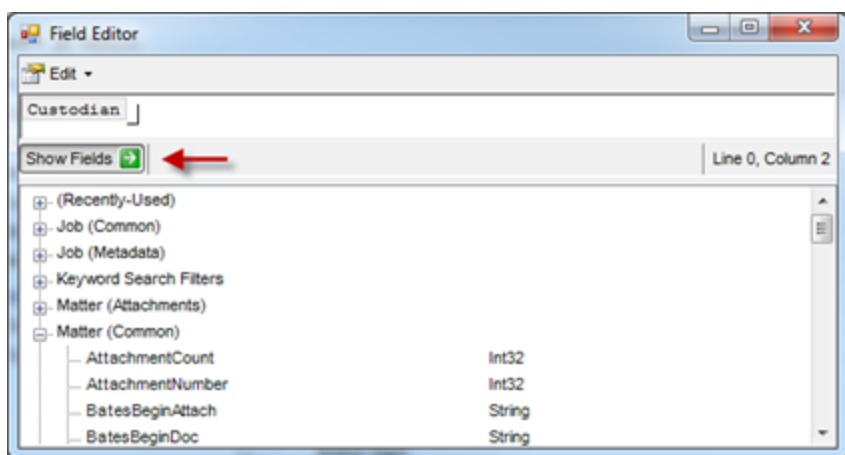 Field Editor
Edit
Custodian
Show Fields Line 0, Column 2
(Recently-Used)
Job (Common)
Job (Metadata)
Keyword Search Filters
Matter (Attachments)
Matter (Common)
AttachmentCount Int32
AttachmentNumber Int32
BatesBeginAttach String
BatesBeginDoc String